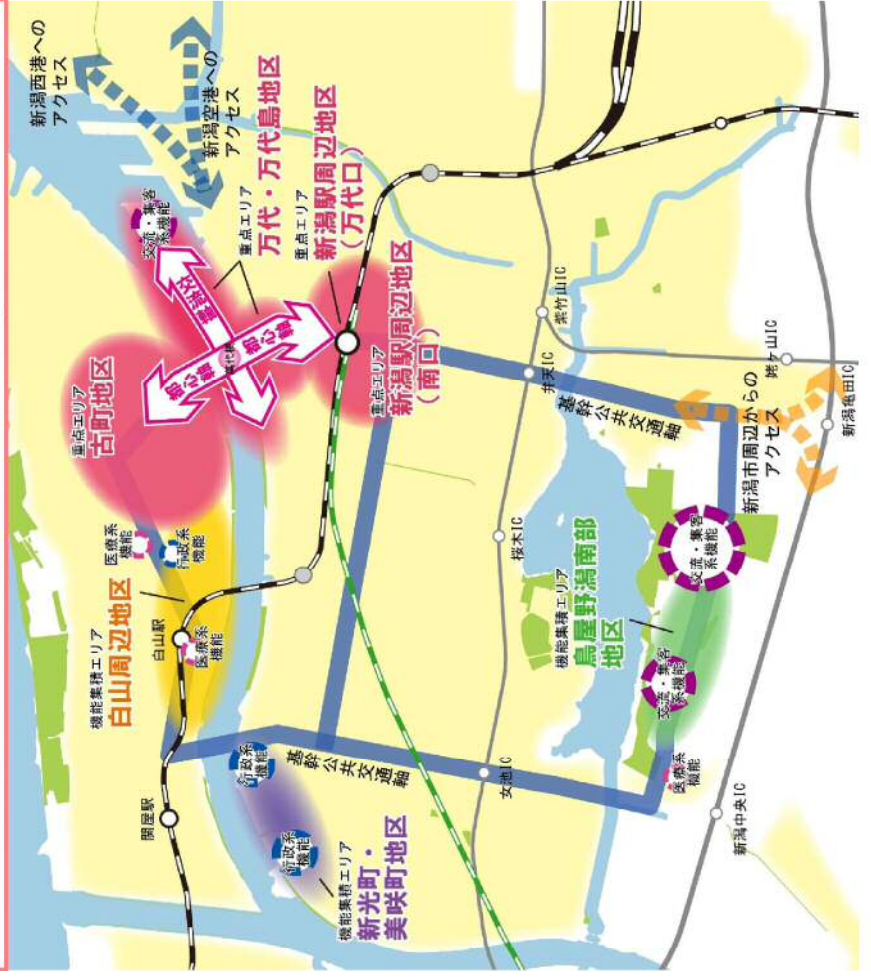 新潟西港への
アクセス
新潟空港への
アクセス
重点エリア
万代・万代島地区
重点エリア
新潟駅周辺地区
（万代口）
重点エリア
新潟駅周辺地区
（南口）
重点エリア
古町地区
交流・集客
系機能
都心軸
都心軸
万代橋
医療系
機能
行政系
機能
機能集積エリア
白山周辺地区
白山駅
医療系
機能
関屋駅
行政系
機能
行政系
機能
機能集積エリア
新光町・
美咲町地区
基幹公共交通軸
基幹公共交通軸
女池IC
桜木IC
弁天IC
紫竹山IC
姥ヶ山IC
新潟亀田IC
新潟中央IC
新潟市周辺からの
アクセス
機能集積エリア
鳥屋野潟南部
地区
交流・集客
系機能
交流・集客
系機能
医療系
機能